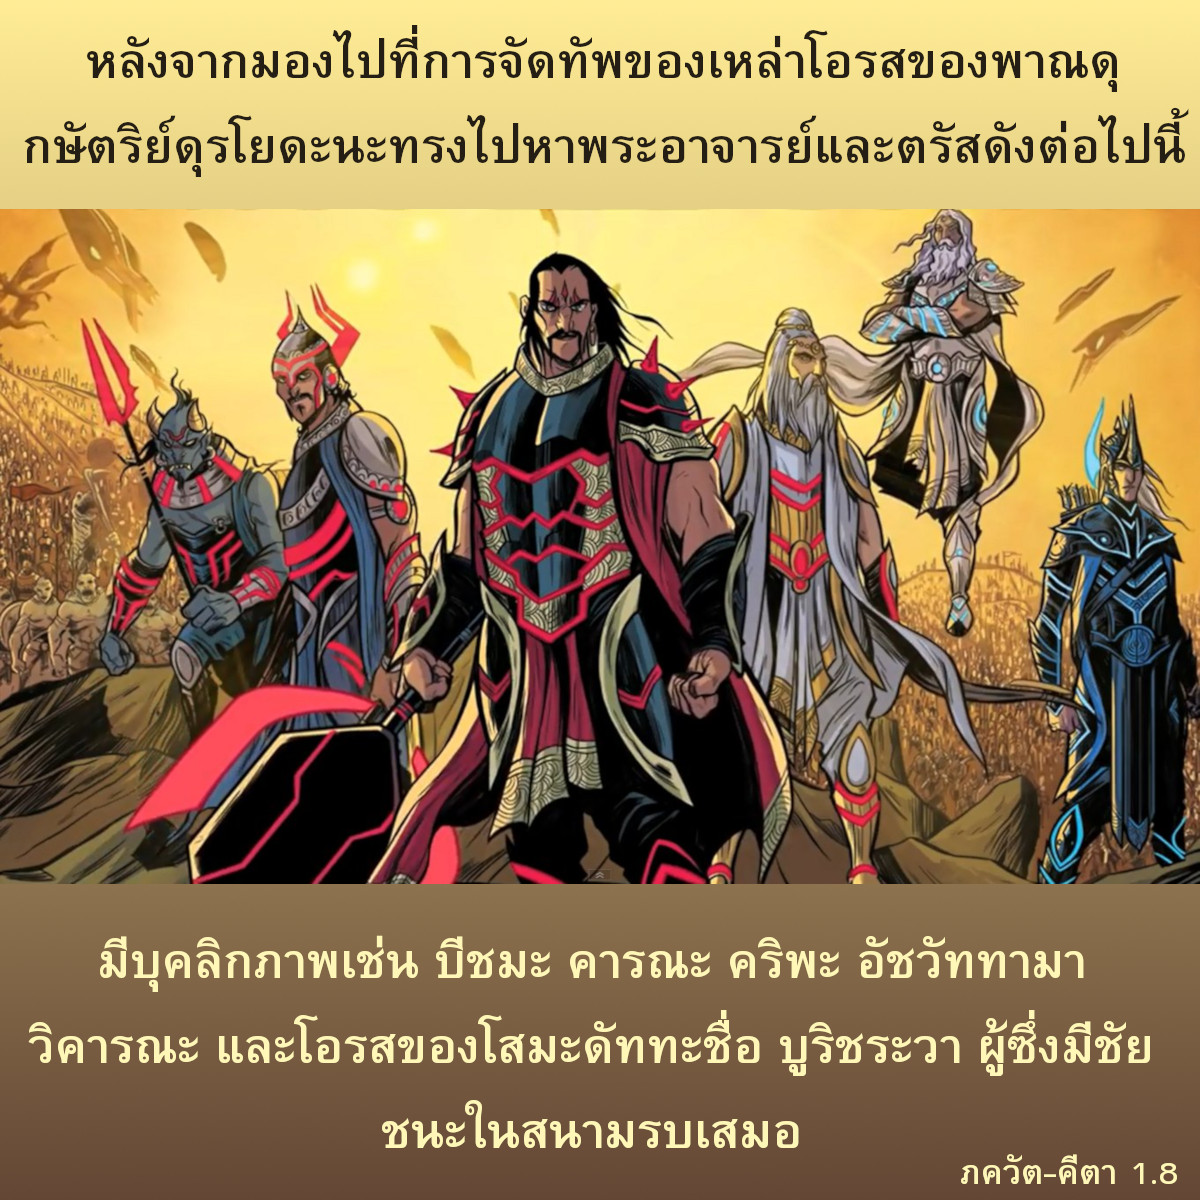 หลังจากมองไปที่การจัดทัพของเหล่าโอรสของพาณดุ
กษัตริย์ดุรโยดะนะทรงไปหาพระอาจารย์และตรัสดังต่อไปนี้
มีบุคลิกภาพเช่น บีชมะ คารณะ คริพะ อัชวัททามา
วิคารณะ และโอรสของโสมะดัททะชื่อ บูริชระวา ผู้ซึ่งมีชัย
ชนะในสนามรบเสมอ
ภควัต-คีตา 1.8